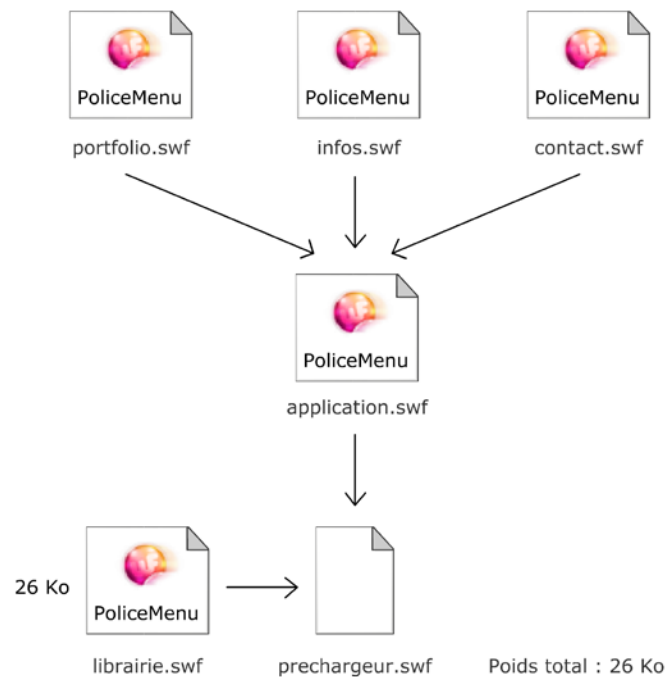 PoliceMenu PoliceMenu PoliceMenu
portfolio.swf infos.swf contact.swf
PoliceMenu
application.swf
26 Ko
PoliceMenu
librairie.swf prechargeur.swf Poids total : 26 Ko